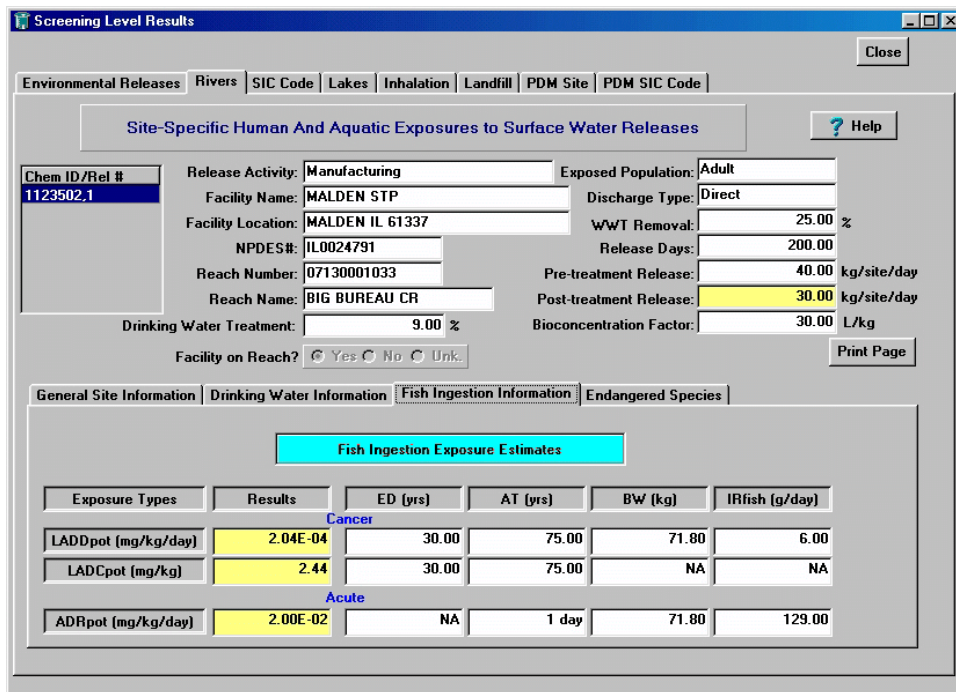 Screening Level Results
Close
Environmental Releases Rivers SIC Code Lakes Inhalation Landfill PDM Site PDM SIC Code
Site-Specific Human And Aquatic Exposures to Surface Water Releases
? Help
Chem ID/Rel #
1123502,1
Release Activity: Manufacturing Exposed Population: Adult
Facility Name: MALDEN STP Discharge Type: Direct
Facility Location: MALDEN IL 61337 WWT Removal: 25.00 %
NPDES#: IL0024791 Release Days: 200.00
Reach Number: 07130001033 Pre-treatment Release: 40.00 kg/site/day
Reach Name: BIG BUREAU CR Post-treatment Release: 30.00 kg/site/day
Drinking Water Treatment: 9.00 % Bioconcentration Factor: 30.00 L/kg
Facility on Reach? Yes No Unk. Print Page
General Site Information Drinking Water Information Fish Ingestion Information Endangered Species
Fish Ingestion Exposure Estimates
Exposure Types Results ED (yrs) AT (yrs) BW (kg) IRfish (g/day)
Cancer
LADDpot (mg/kg/day) 2.04E-04 30.00 75.00 71.80 6.00
LADCpot (mg/kg) 2.44 30.00 75.00 NA NA
Acute
ADRpot (mg/kg/day) 2.00E-02 NA 1 day 71.80 129.00